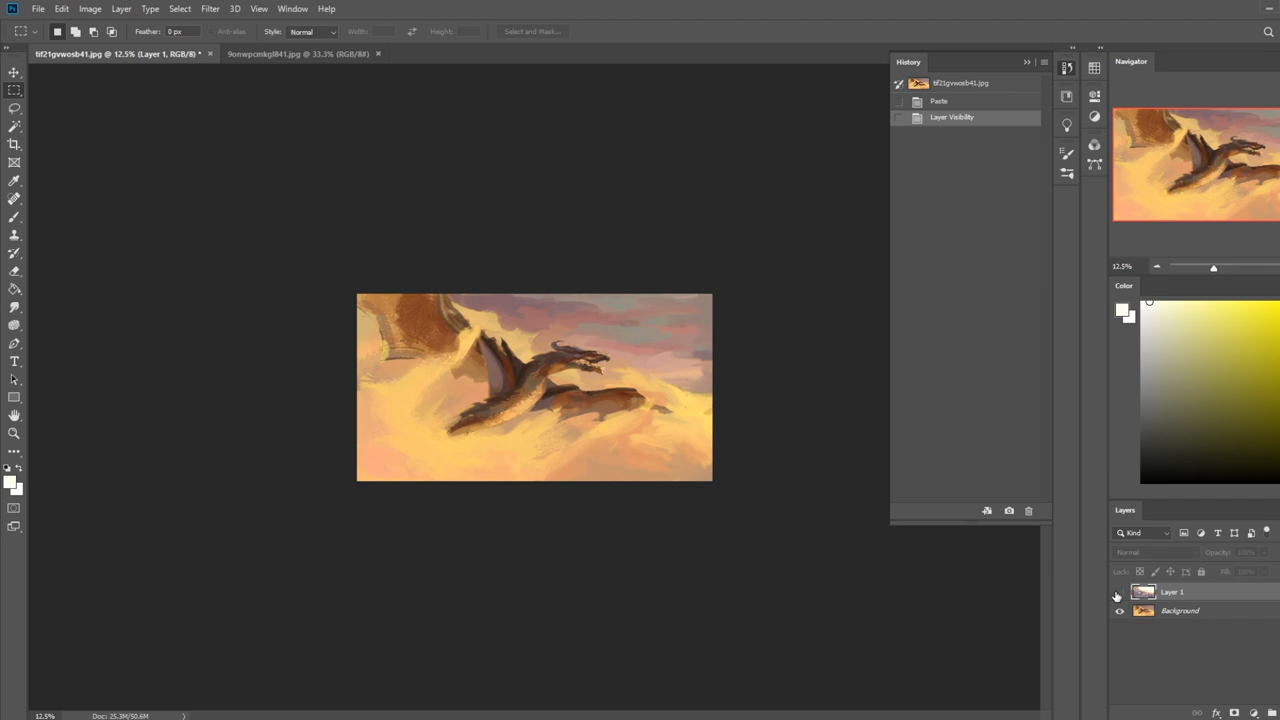 Ps File Edit Image Layer Type Select Filter 3D View Window Help
Feather: 0 px Anti-alias Style: Normal Width: Height: Select and Mask...
tif21gvwosb41.jpg @ 12.5% (Layer 1, RGB/8) * × 9onwpcmkgl841.jpg @ 33.3% (RGB/8#) ×
History
tif21gvwosb41.jpg
Paste
Layer Visibility
Navigator
12.5%
Color
Layers
Kind
Normal Opacity: 100%
Lock: Fill: 100%
Layer 1
Background
12.5% Doc: 25.3M/50.6M